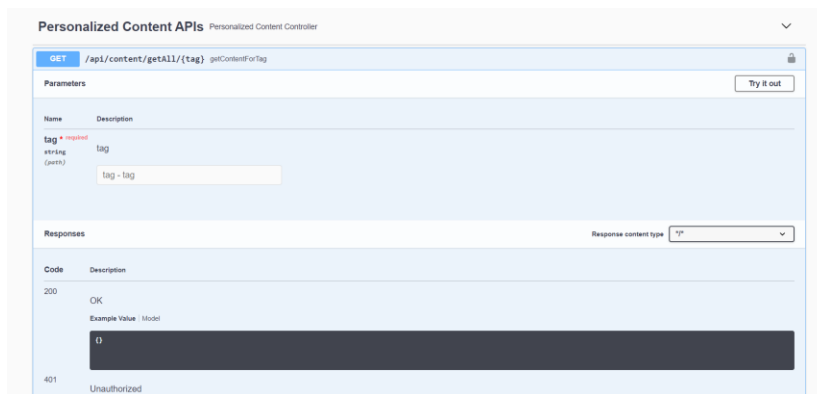 Personalized Content APIs Personalized Content Controller
GET /api/content/getAll/{tag} getContentForTag
Parameters Try it out
Name Description
tag * required tag
string
(path)
tag - tag
Responses Response content type */*
Code Description
200
OK
Example Value Model
{}
401
Unauthorized